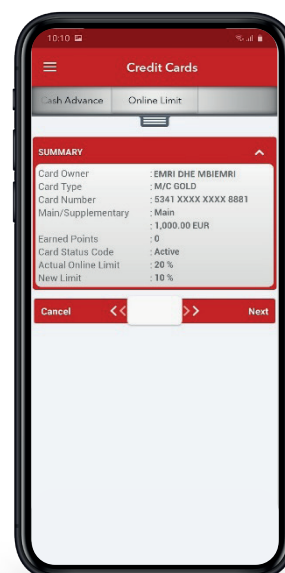 10:10
Credit Cards
Cash Advance Online Limit
SUMMARY
Card Owner : EMRI DHE MBIEMRI
Card Type : M/C GOLD
Card Number : 5341 XXXX XXXX 8881
Main/Supplementary : Main
: 1,000.00 EUR
Earned Points : 0
Card Status Code : Active
Actual Online Limit : 20 %
New Limit : 10 %
Cancel << >> Next